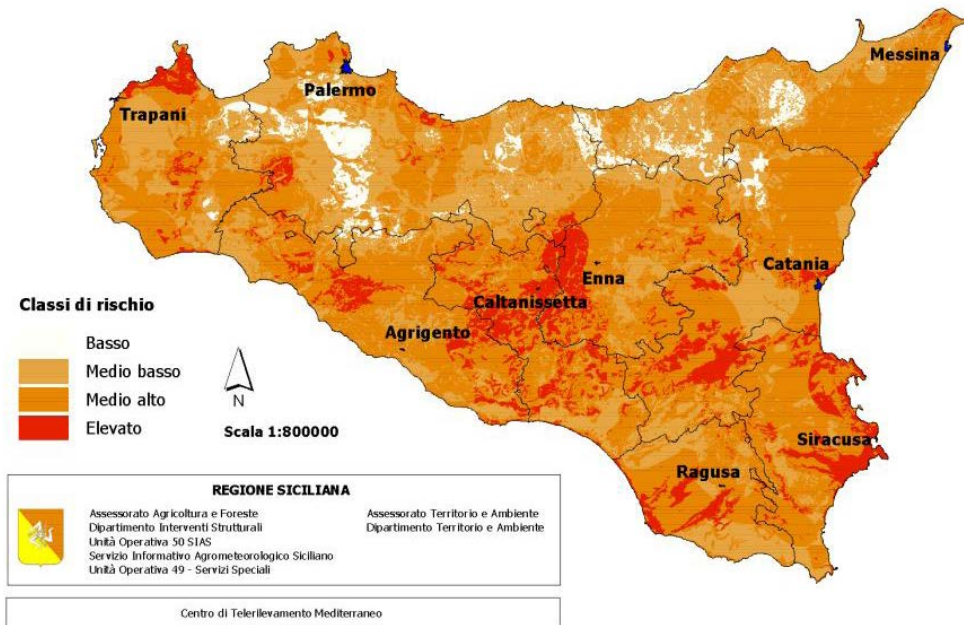 Messina
Palermo
Trapani
Enna
Catania
Caltanissetta
Agrigento
Siracusa
Ragusa
Classi di rischio
Basso
Medio basso
Medio alto
Elevato
N
Scala 1:800000
REGIONE SICILIANA
Assessorato Agricoltura e Foreste
Dipartimento Interventi Strutturali
Unità Operativa 50 SIAS
Servizio Informativo Agrometeorologico Siciliano
Unità Operativa 49 - Servizi Speciali
Assessorato Territorio e Ambiente
Dipartimento Territorio e Ambiente
Centro di Telerilevamento Mediterraneo